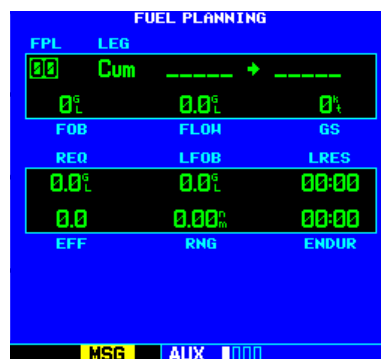 FUEL PLANNING
FPL LEG
00 Cum _____ → _____
0GL 0.0GL 0kt
FOB FLOW GS
REQ LFOB LRES
0.0GL 0.0GL 00:00
0.0 0.00nm 00:00
EFF RNG ENDUR
MSG AUX